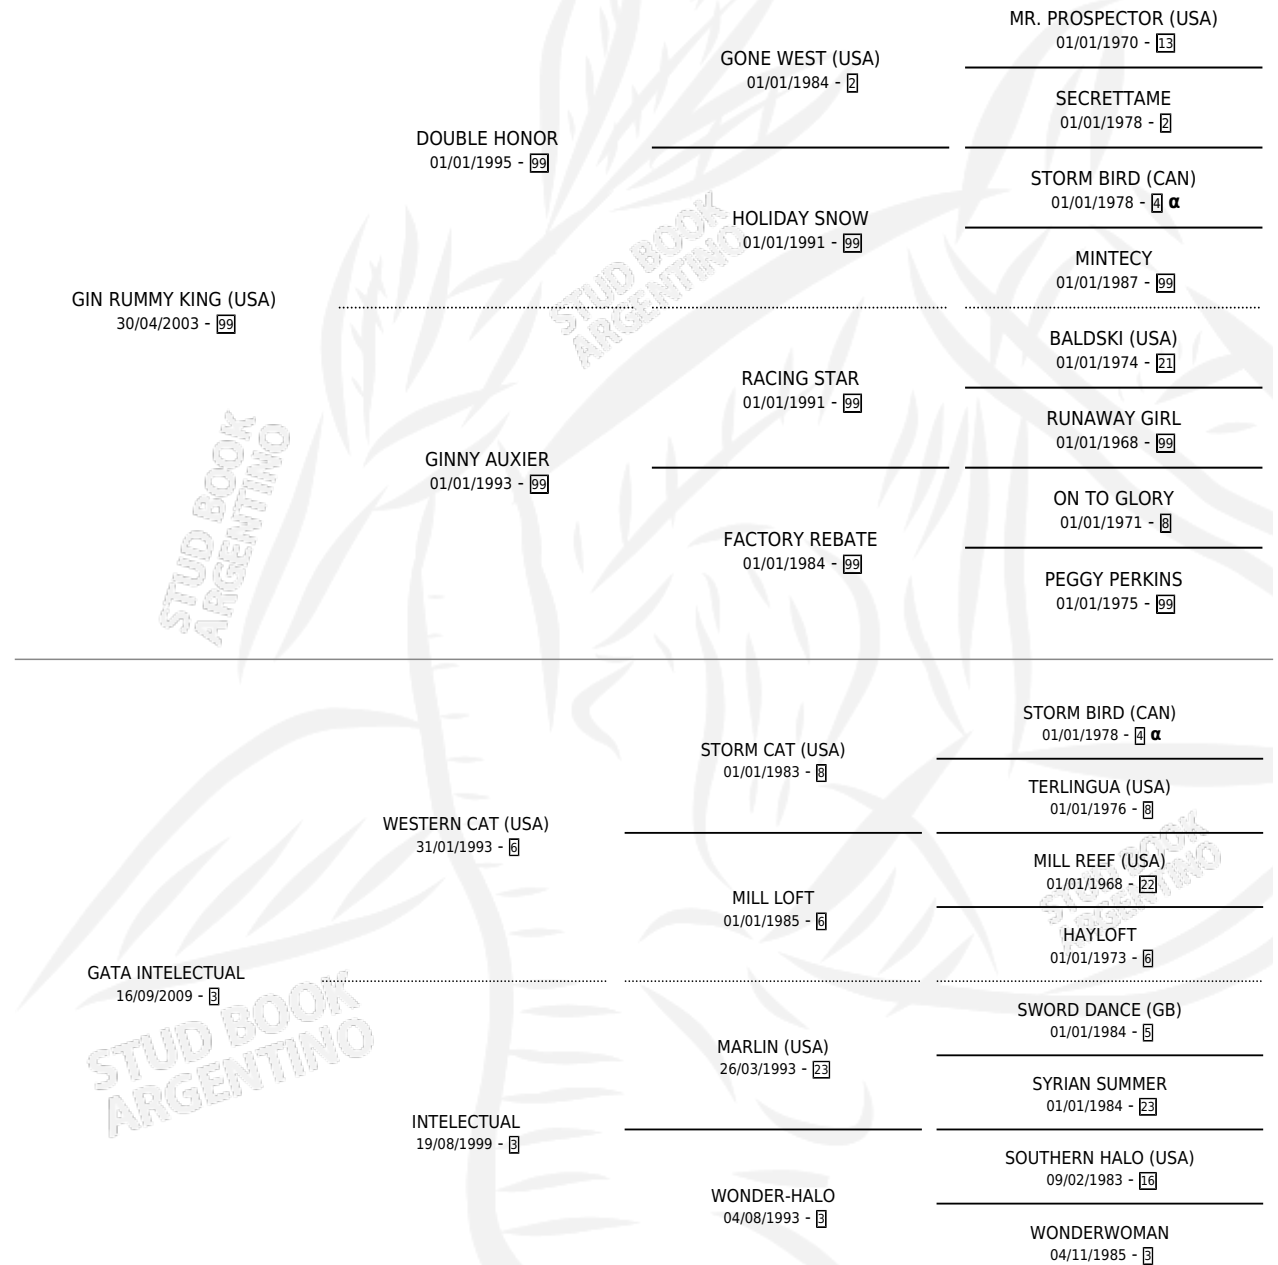 MR. PROSPECTOR (USA)
01/01/1970 - 13
GONE WEST (USA)
01/01/1984 - 2
SECRETTAME
01/01/1978 - 2
DOUBLE HONOR
01/01/1995 - 99
STORM BIRD (CAN)
01/01/1978 - 4 α
HOLIDAY SNOW
01/01/1991 - 99
MINTECY
01/01/1987 - 99
GIN RUMMY KING (USA)
30/04/2003 - 99
BALDSKI (USA)
01/01/1974 - 21
RACING STAR
01/01/1991 - 99
RUNAWAY GIRL
01/01/1968 - 99
GINNY AUXIER
01/01/1993 - 99
ON TO GLORY
01/01/1971 - 8
FACTORY REBATE
01/01/1984 - 99
PEGGY PERKINS
01/01/1975 - 99
STORM BIRD (CAN)
01/01/1978 - 4 α
STORM CAT (USA)
01/01/1983 - 8
TERLINGUA (USA)
01/01/1976 - 8
WESTERN CAT (USA)
31/01/1993 - 6
MILL REEF (USA)
01/01/1968 - 22
MILL LOFT
01/01/1985 - 6
HAYLOFT
01/01/1973 - 6
GATA INTELECTUAL
16/09/2009 - 3
SWORD DANCE (GB)
01/01/1984 - 5
MARLIN (USA)
26/03/1993 - 23
SYRIAN SUMMER
01/01/1984 - 23
INTELECTUAL
19/08/1999 - 3
SOUTHERN HALO (USA)
09/02/1983 - 16
WONDER-HALO
04/08/1993 - 3
WONDERWOMAN
04/11/1985 - 3
STUD BOOK
ARGENTINO
STUD BOOK
ARGENTINO
STUD BOOK
ARGENTINO
STUD BOOK
ARGENTINO